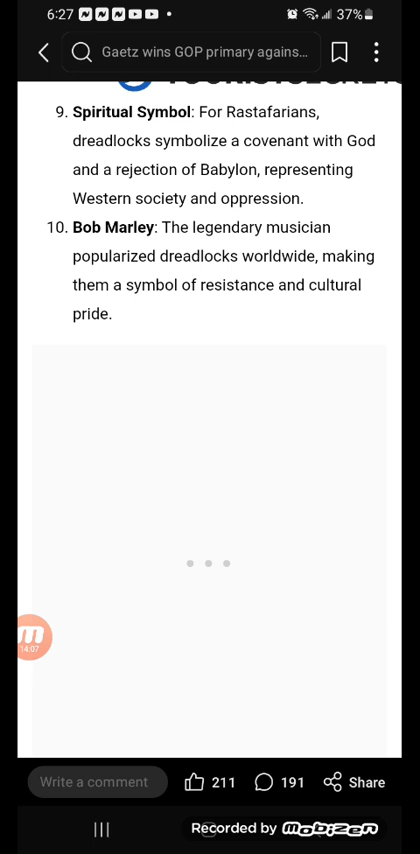 6:27
37%
Gaetz wins GOP primary agains...
9. Spiritual Symbol: For Rastafarians,
dreadlocks symbolize a covenant with God
and a rejection of Babylon, representing
Western society and oppression.
10. Bob Marley: The legendary musician
popularized dreadlocks worldwide, making
them a symbol of resistance and cultural
pride.
14:07
Write a comment
211
191
Share
Recorded by mobizen